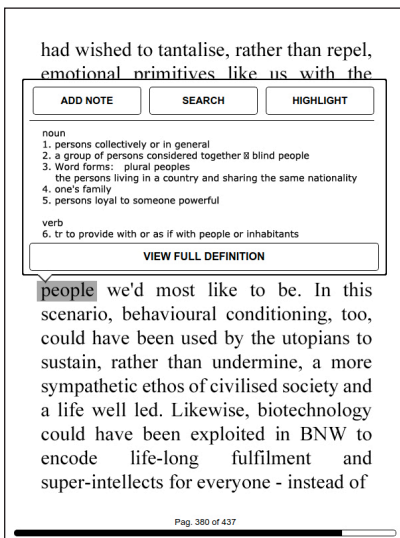 had wished to tantalise, rather than repel,
emotional primitives like us with the
ADD NOTE SEARCH HIGHLIGHT
noun
1. persons collectively or in general
2. a group of persons considered together � blind people
3. Word forms: plural peoples
the persons living in a country and sharing the same nationality
4. one's family
5. persons loyal to someone powerful
verb
6. tr to provide with or as if with people or inhabitants
VIEW FULL DEFINITION
people we'd most like to be. In this
scenario, behavioural conditioning, too,
could have been used by the utopians to
sustain, rather than undermine, a more
sympathetic ethos of civilised society and
a life well led. Likewise, biotechnology
could have been exploited in BNW to
encode life-long fulfilment and
super-intellects for everyone - instead of
Pag. 380 of 437